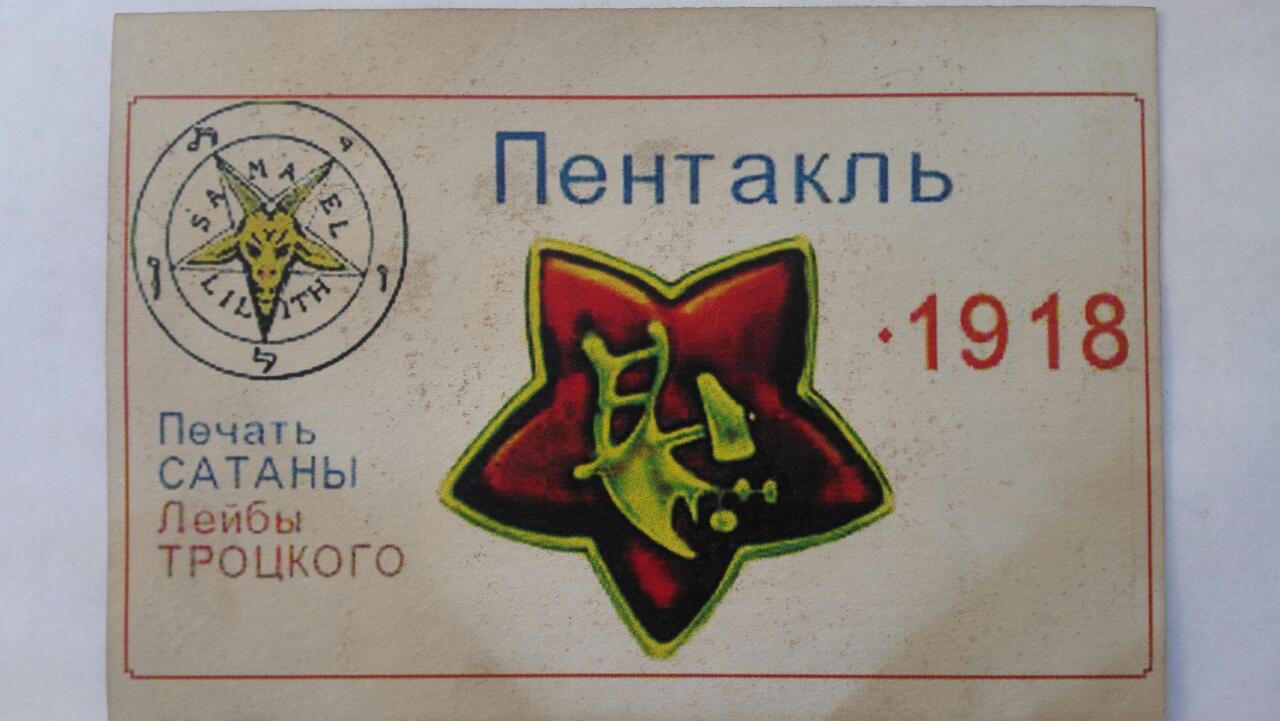 SAMAEL
LILITH
ל
ו
י
ת
ן
Пентакль
·1918
Печать
САТАНЫ
Лейбы
ТРОЦКОГО